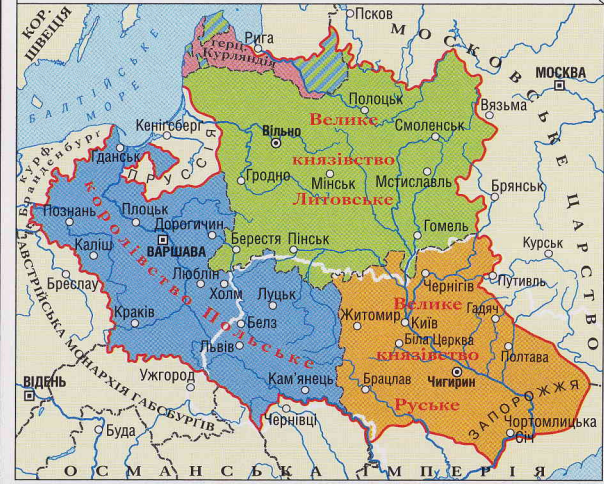 КОР.
ШВЕЦІЯ
Псков
МОСКОВСЬКЕ ЦАРСТВО
БАЛТІЙСЬКЕ
МОРЕ
Рига
герц.
Курляндія
МОСКВА
Полоцьк
Вязьма
Велике
князівство
Литовське
Смоленськ
Вільно
Кеніґсберг
ПРУССІЯ
Гданськ
курф.
Бранденбург
Гродно
Мінськ
Мстиславль
Брянськ
Познань
Плоцьк
Дорогичин
Гомель
Берестя
Пінськ
Курськ
ВАРШАВА
Каліш
королівство Польське
Бреслау
Люблін
Холм
Луцьк
Чернігів
Путивль
Велике
князівство
Руське
Гадяч
Житомир
Київ
Краків
Белз
Біла Церква
Львів
Полтава
АВСТРІЙСЬКА МОНАРХІЯ ГАБСБУРҐІВ
Ужгород
Кам'янець
Брацлав
Чигирин
ЗАПОРОЖЖЯ
ВІДЕНЬ
Чернівці
Чортомлицька
Січ
Буда
ОСМАНСЬКА ІМПЕРІЯ